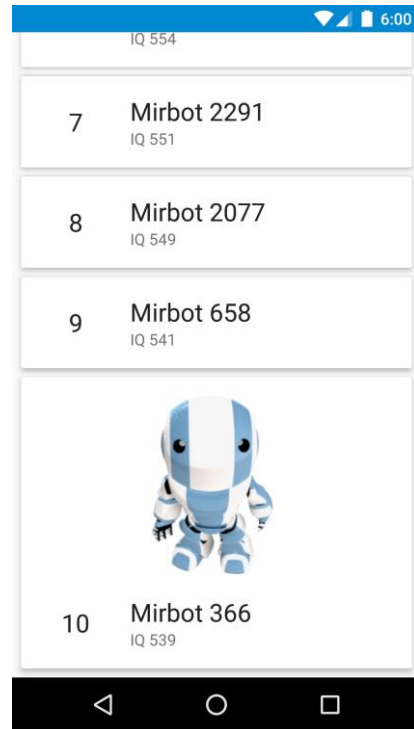 6:00
IQ 554
7
Mirbot 2291
IQ 551
8
Mirbot 2077
IQ 549
9
Mirbot 658
IQ 541
10
Mirbot 366
IQ 539